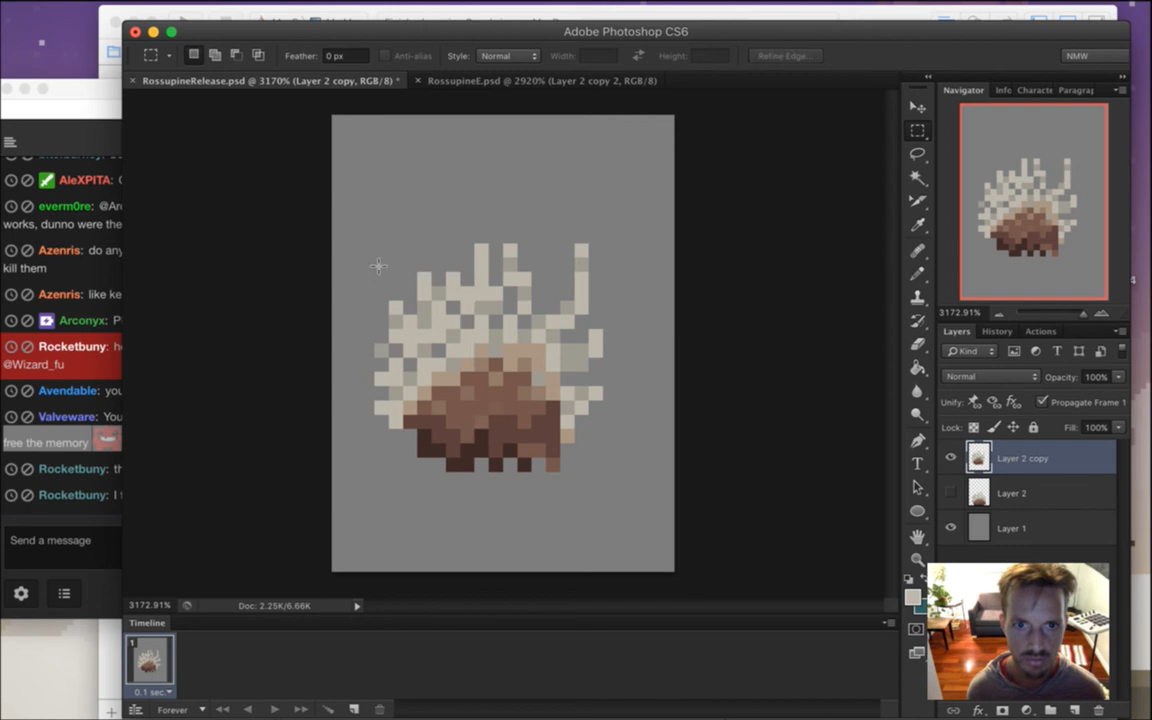 Adobe Photoshop CS6
Feather: 0 px
Anti-alias
Style: Normal
Width:
Height:
Refine Edge...
NMW
× RossupineRelease.psd @ 3170% (Layer 2 copy, RGB/8) *
× RossupineE.psd @ 2920% (Layer 2 copy 2, RGB/8)
AleXPITA:
everm0re:
works, dunno were the
Azenris: do any
kill them
Azenris: like ke
Arconyx:
Rocketbuny:
@Wizard_fu
Avendable: you
Valveware: You
free the memory
Rocketbuny: th
Rocketbuny: I
Send a message
3172.91%
Doc: 2.25K/6.66K
Timeline
1
0.1 sec.
Forever
Navigator
Info
Charact
Paragraj
3172.91%
Layers
History
Actions
Kind
Normal
Opacity: 100%
Unify:
Propagate Frame 1
Lock:
Fill: 100%
Layer 2 copy
Layer 2
Layer 1